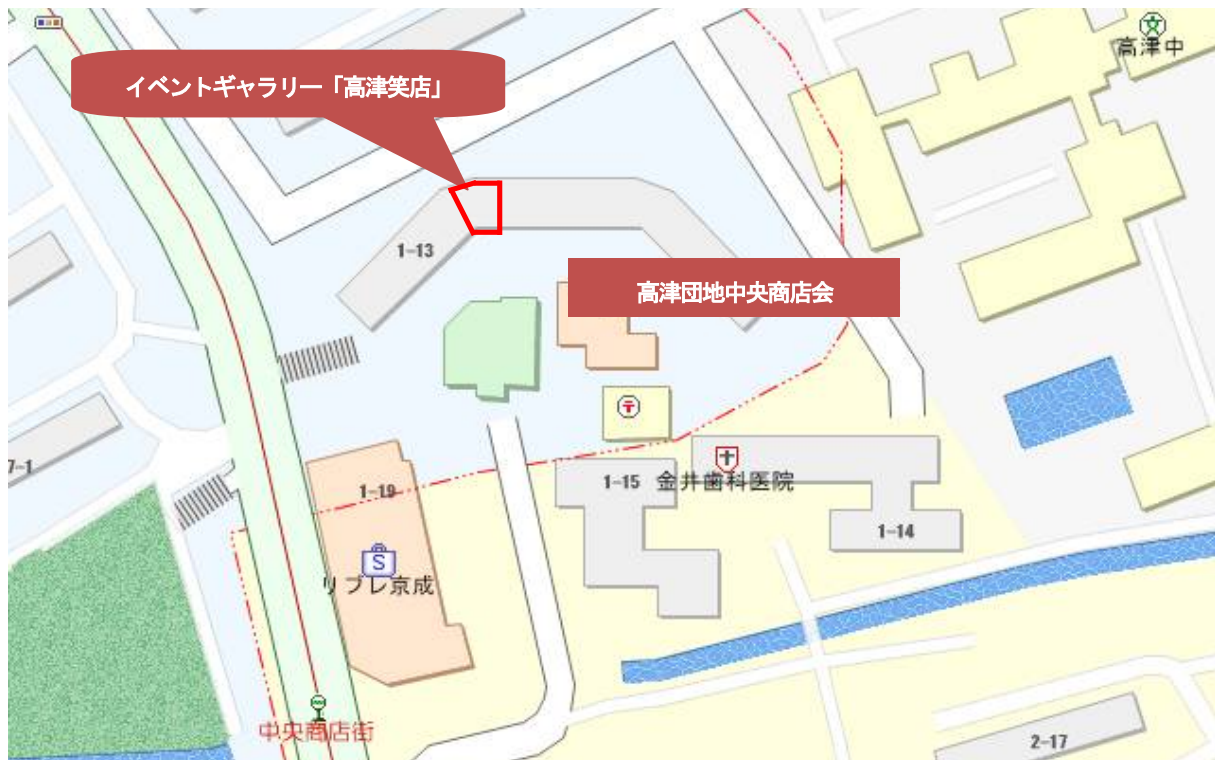 高津中
イベントギャラリー「高津笑店」
1-13
高津団地中央商店会
7-1
1-15
金井歯科医院
1-19
1-14
S
リブレ京成
中央商店街
2-17